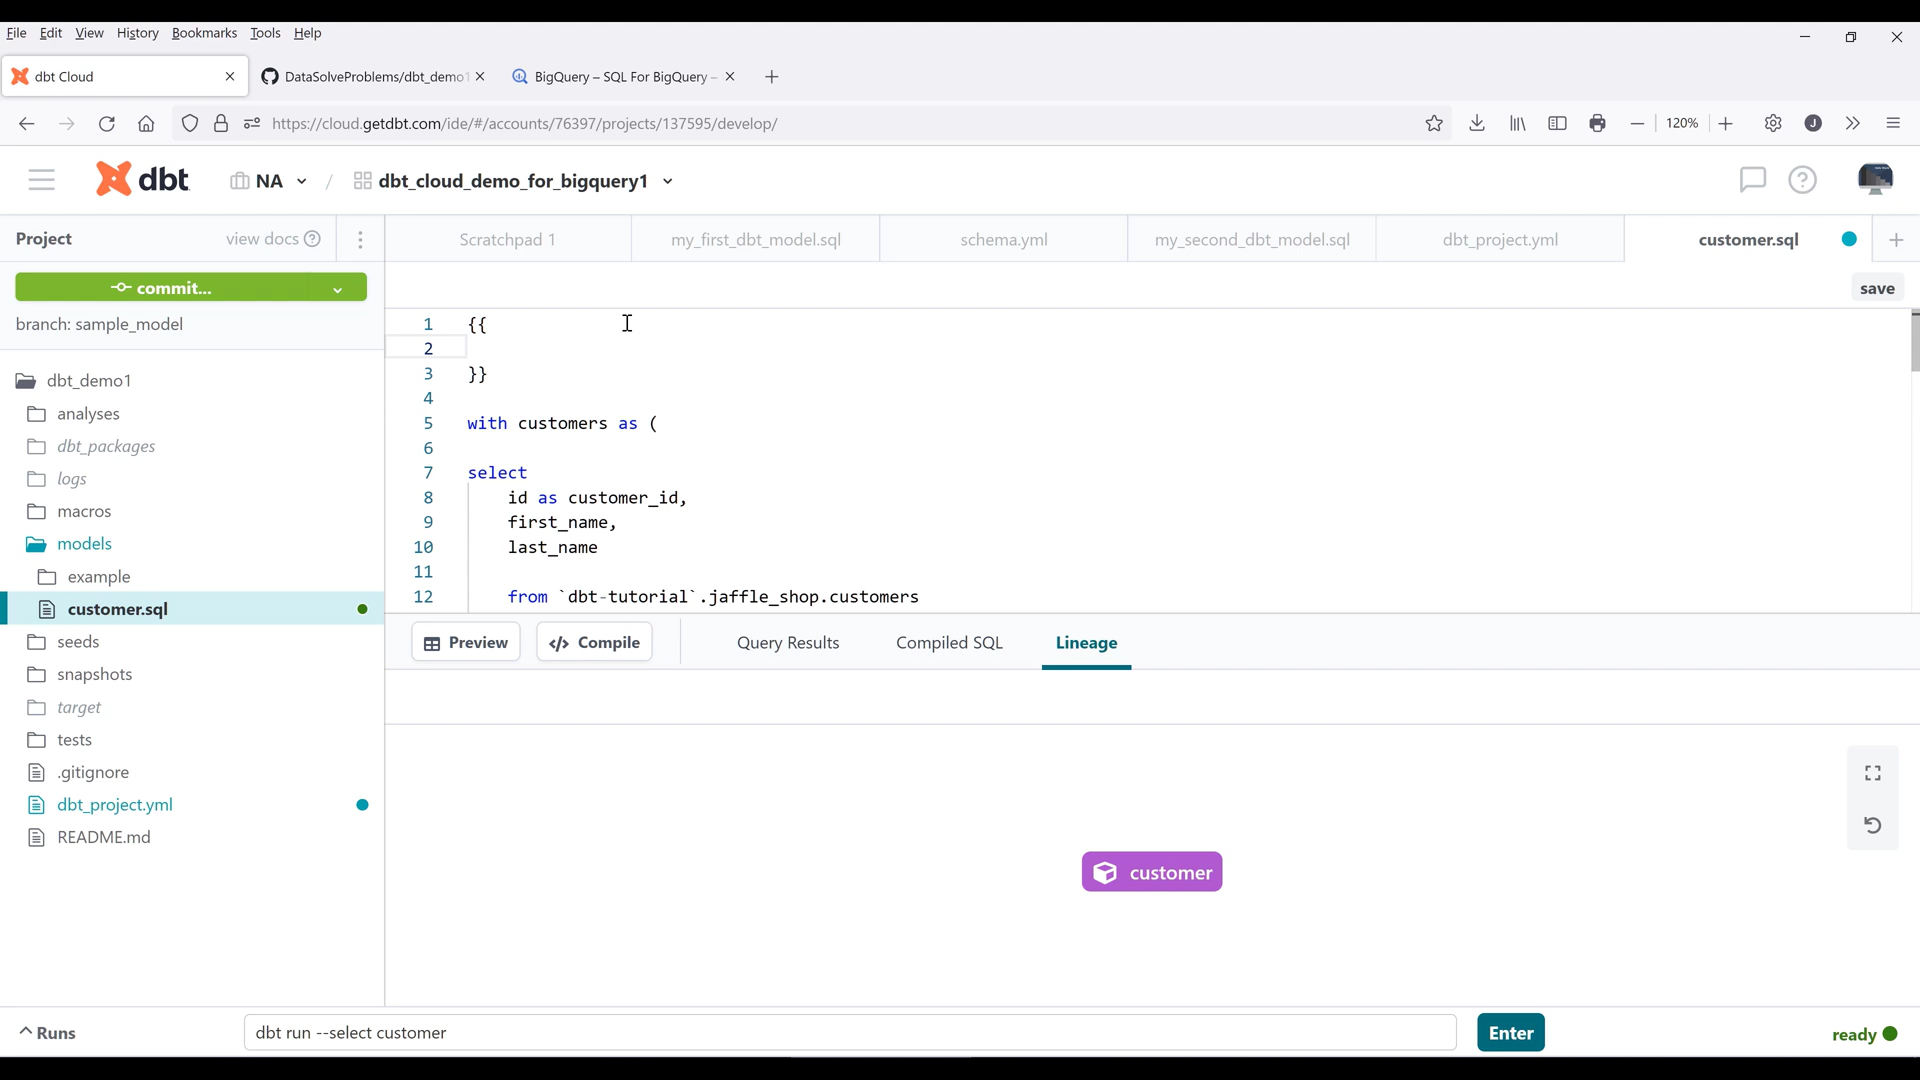 File Edit View History Bookmarks Tools Help
dbt Cloud
DataSolveProblems/dbt_demo1
BigQuery – SQL For BigQuery –
https://cloud.getdbt.com/ide/#/accounts/76397/projects/137595/develop/
120%
J
dbt
NA / dbt_cloud_demo_for_bigquery1
Project
view docs
Scratchpad 1
my_first_dbt_model.sql
schema.yml
my_second_dbt_model.sql
dbt_project.yml
customer.sql
commit...
save
branch: sample_model
dbt_demo1
analyses
dbt_packages
logs
macros
models
example
customer.sql
seeds
snapshots
target
tests
.gitignore
dbt_project.yml
README.md
1 {{
2
3 }}
4
5 with customers as (
6
7 select
8 id as customer_id,
9 first_name,
10 last_name
11
12 from `dbt-tutorial`.jaffle_shop.customers
Preview
Compile
Query Results
Compiled SQL
Lineage
customer
Runs
dbt run --select customer
Enter
ready